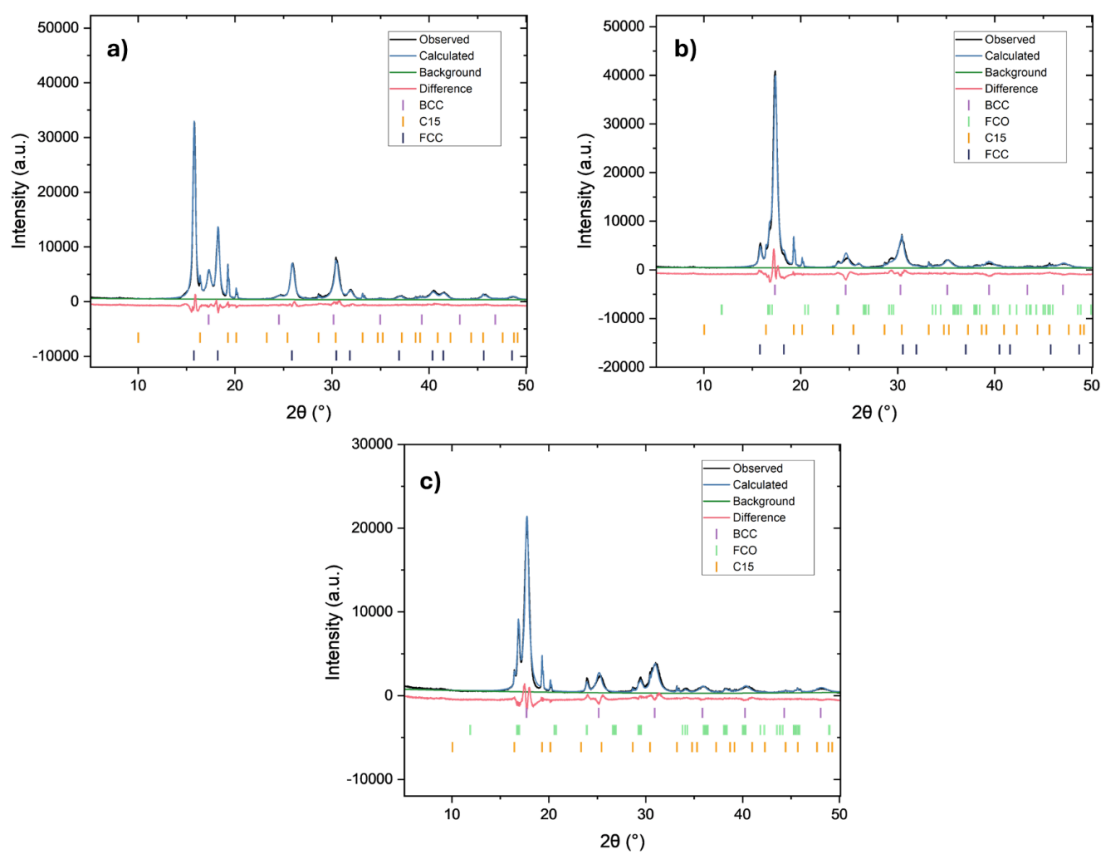 a)
Observed
Calculated
Background
Difference
BCC
C15
FCC
50000
40000
30000
20000
10000
0
-10000
Intensity (a.u.)
10
20
30
40
50
2θ (°)
b)
Observed
Calculated
Background
Difference
BCC
FCO
C15
FCC
50000
40000
30000
20000
10000
0
-10000
-20000
Intensity (a.u.)
10
20
30
40
50
2θ (°)
c)
Observed
Calculated
Background
Difference
BCC
FCO
C15
30000
20000
10000
0
-10000
Intensity (a.u.)
10
20
30
40
50
2θ (°)